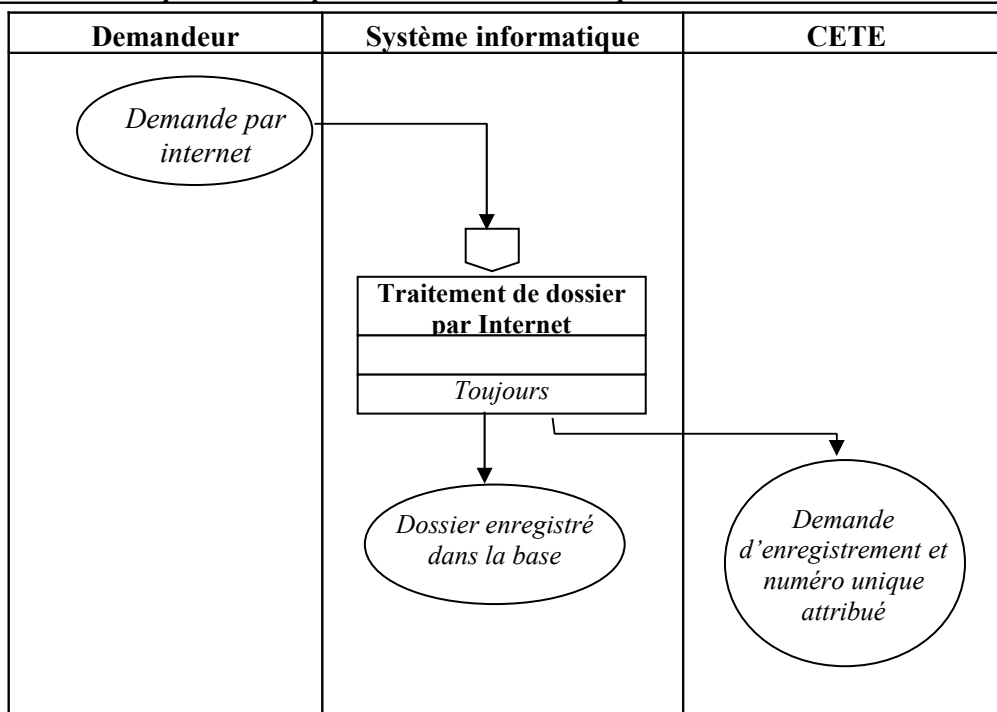 Demandeur
Système informatique
CETE
Demande par
internet
Traitement de dossier
par Internet
Toujours
Dossier enregistré
dans la base
Demande
d’enregistrement et
numéro unique
attribué